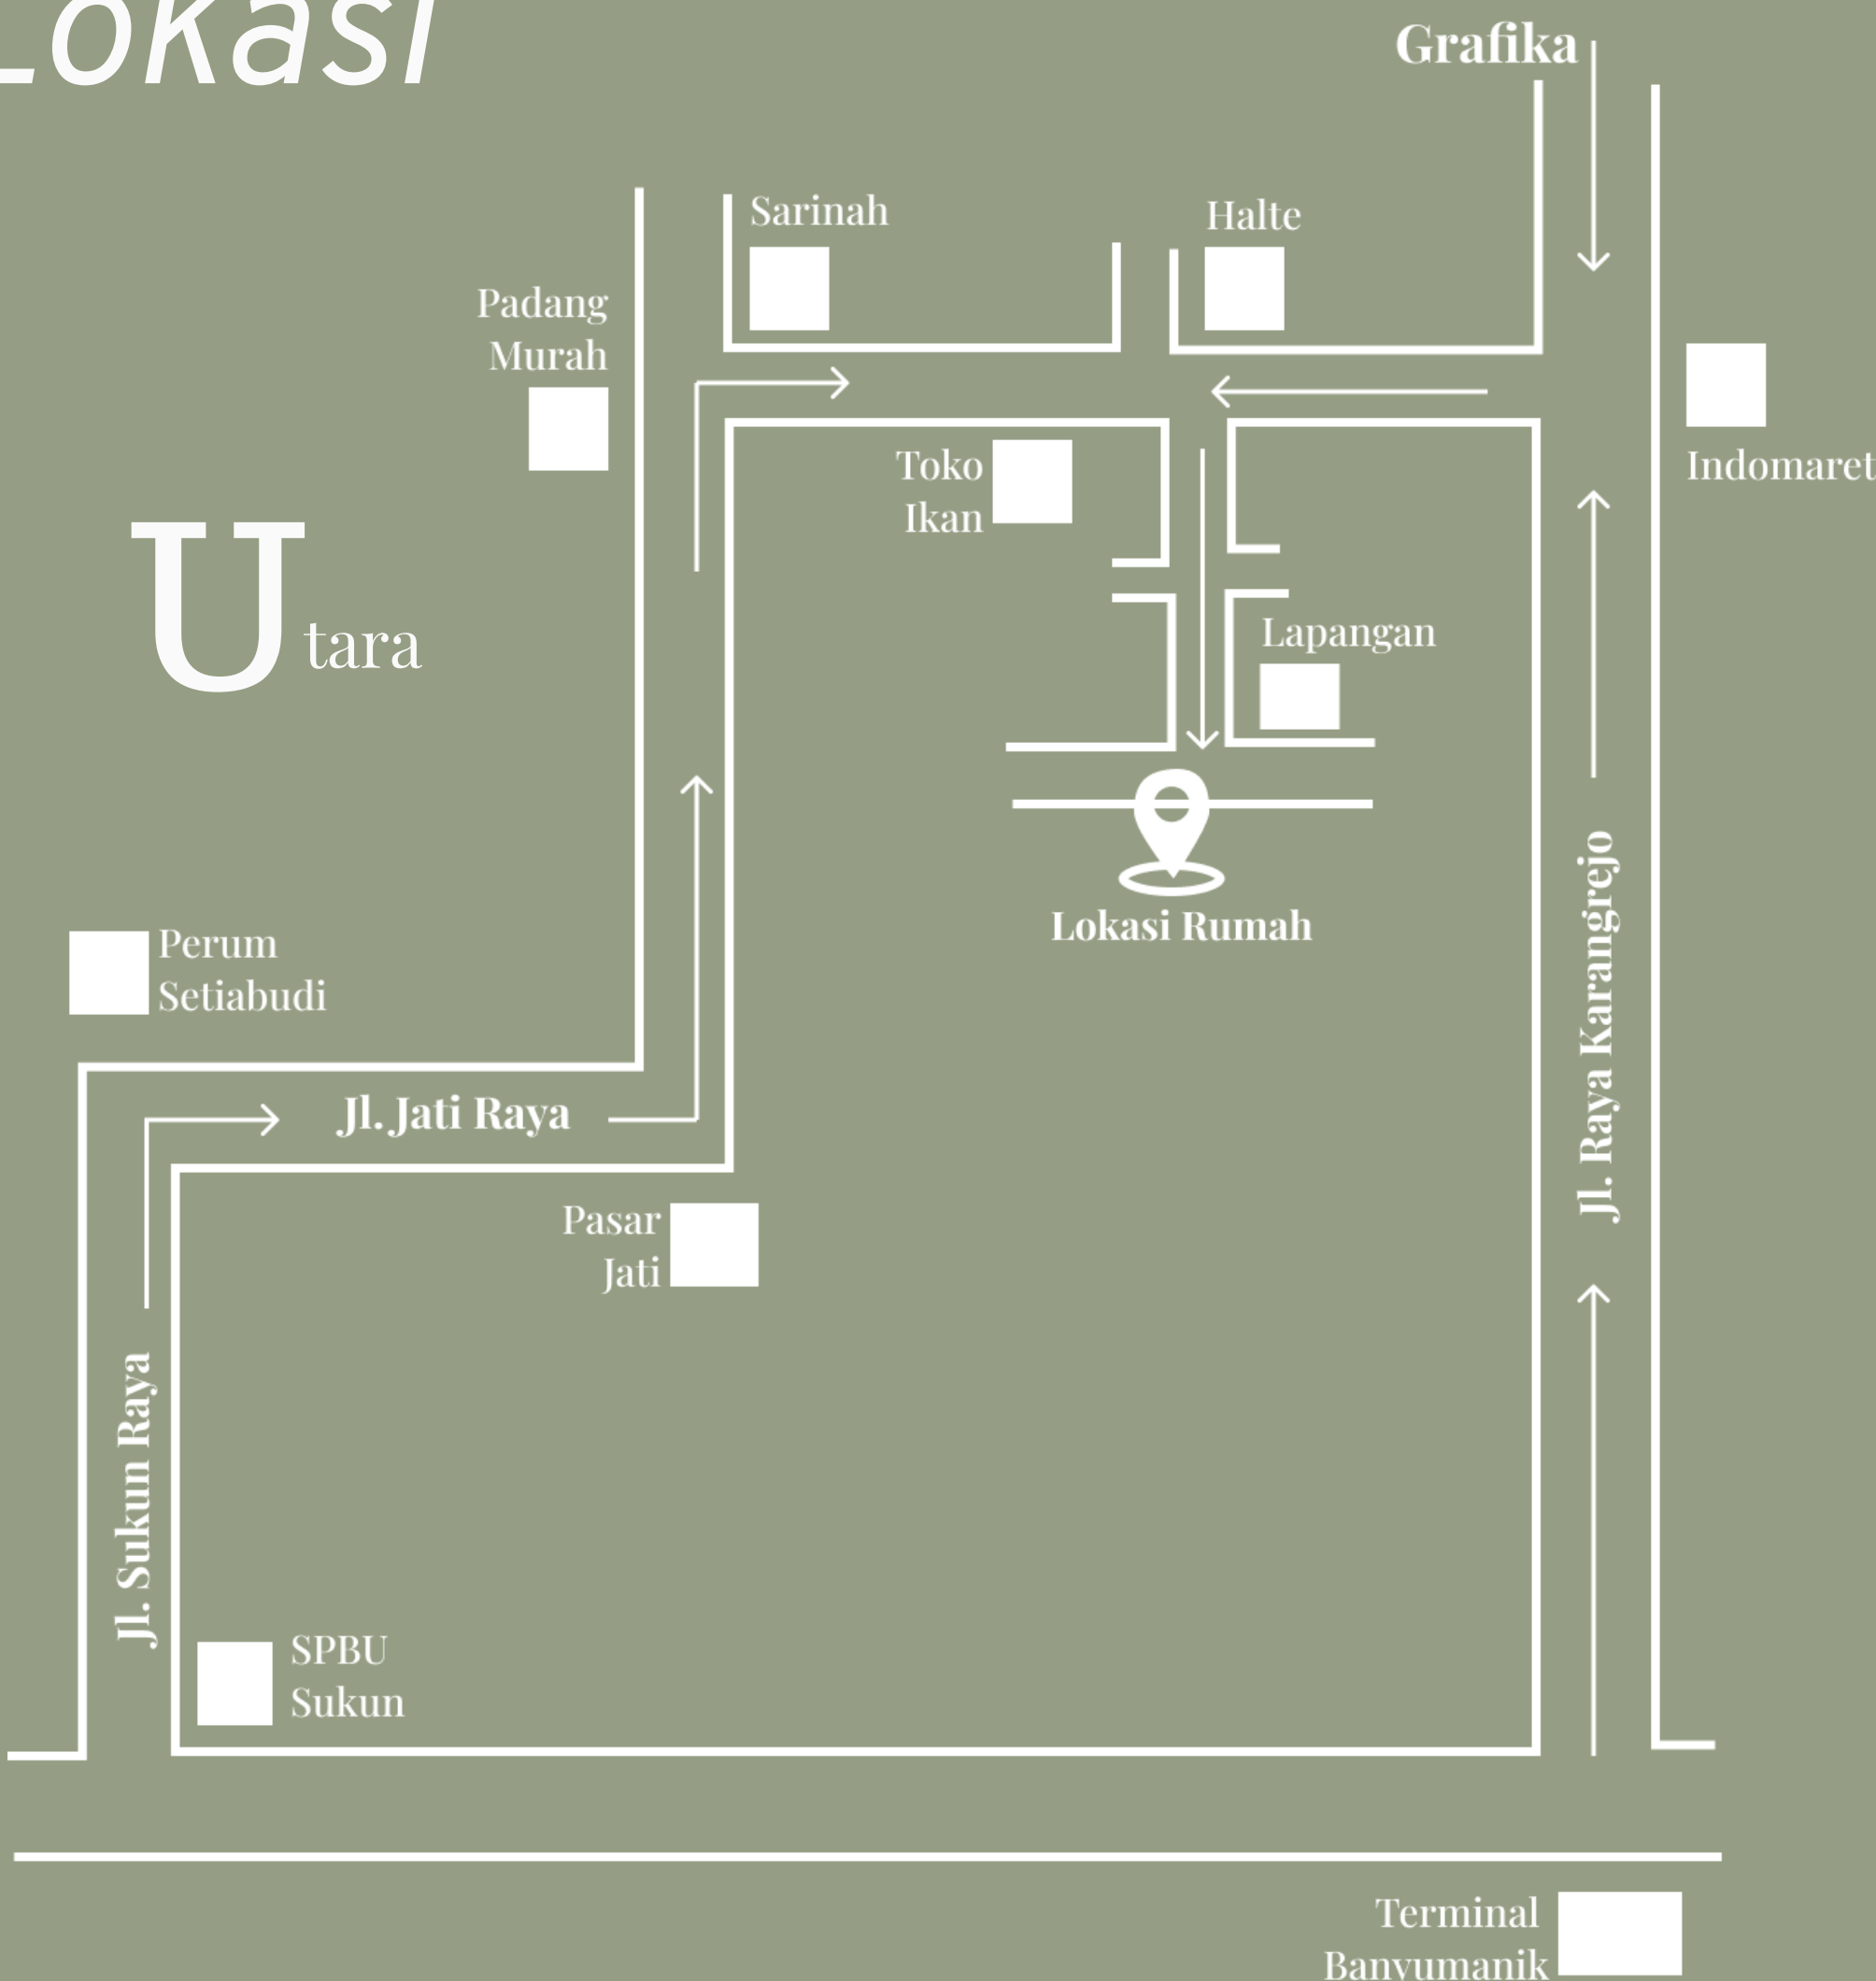 Lokasi
Grafika
Sarinah
Halte
Padang
Murah
Toko
Ikan
Indomaret
Utara
Lapangan
Lokasi Rumah
Jl. Raya Karangrejo
Perum
Setiabudi
Jl. Jati Raya
Pasar
Jati
Jl. Sukun Raya
SPBU
Sukun
Terminal
Banyumanik